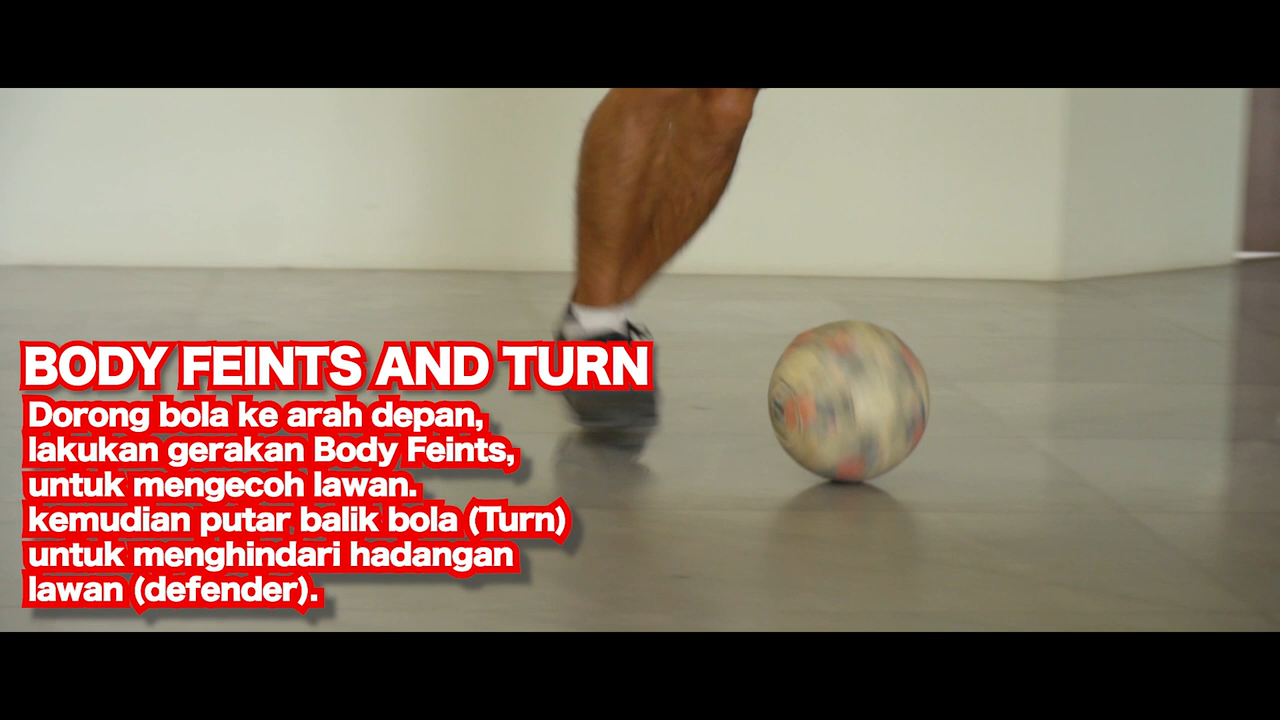 BODY FEINTS AND TURN
Dorong bola ke arah depan,
lakukan gerakan Body Feints,
untuk mengecoh lawan.
kemudian putar balik bola (Turn)
untuk menghindari hadangan
lawan (defender).